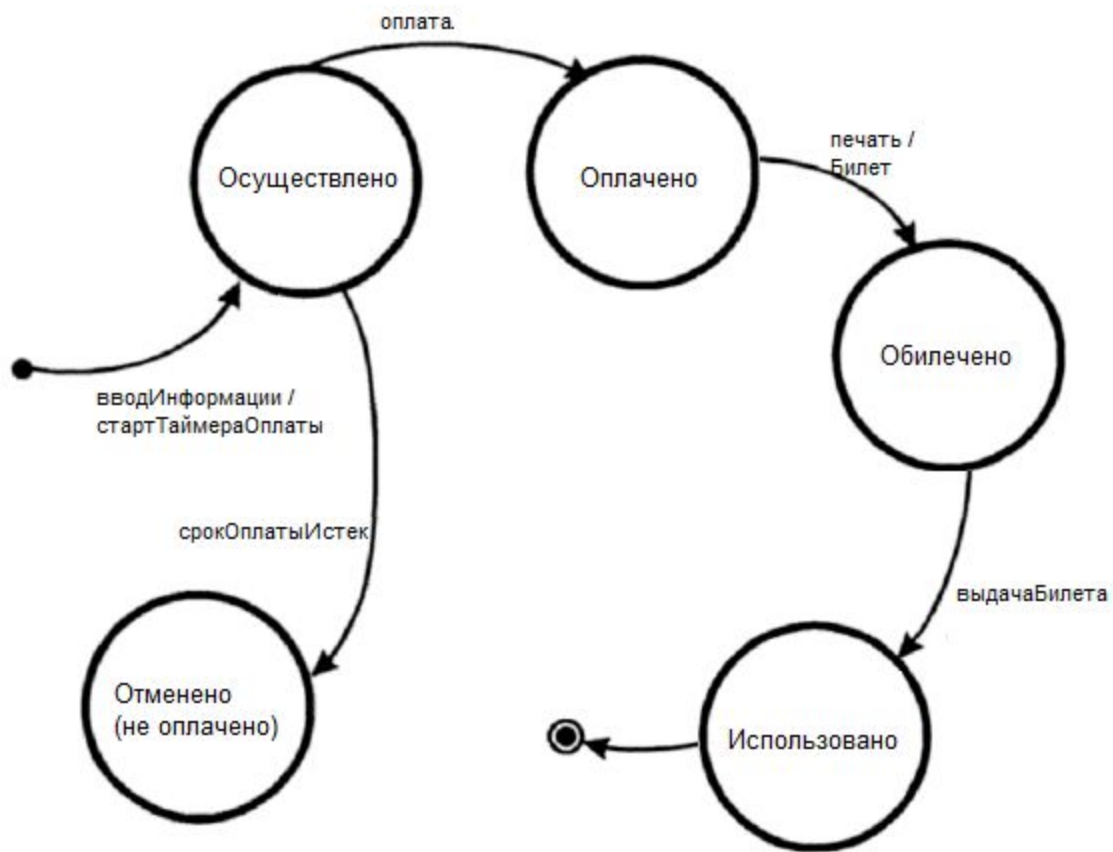 оплата.
Осуществлено
Оплачено
печать /
Билет
Обилечено
вводИнформации /
стартТаймераОплаты
срокОплатыИстек
выдачаБилета
Отменено
(не оплачено)
Использовано